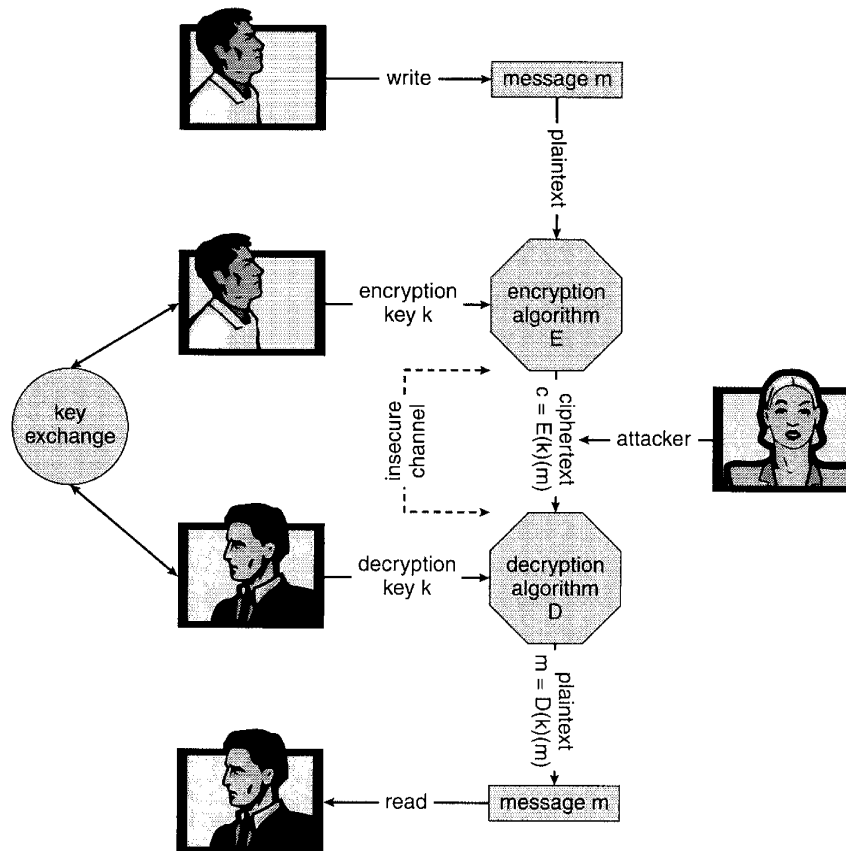 write
message m
plaintext
encryption
key k
encryption
algorithm
E
key
exchange
insecure
channel
ciphertext
c = E(k)(m)
attacker
decryption
key k
decryption
algorithm
D
plaintext
m = D(k)(m)
read
message m